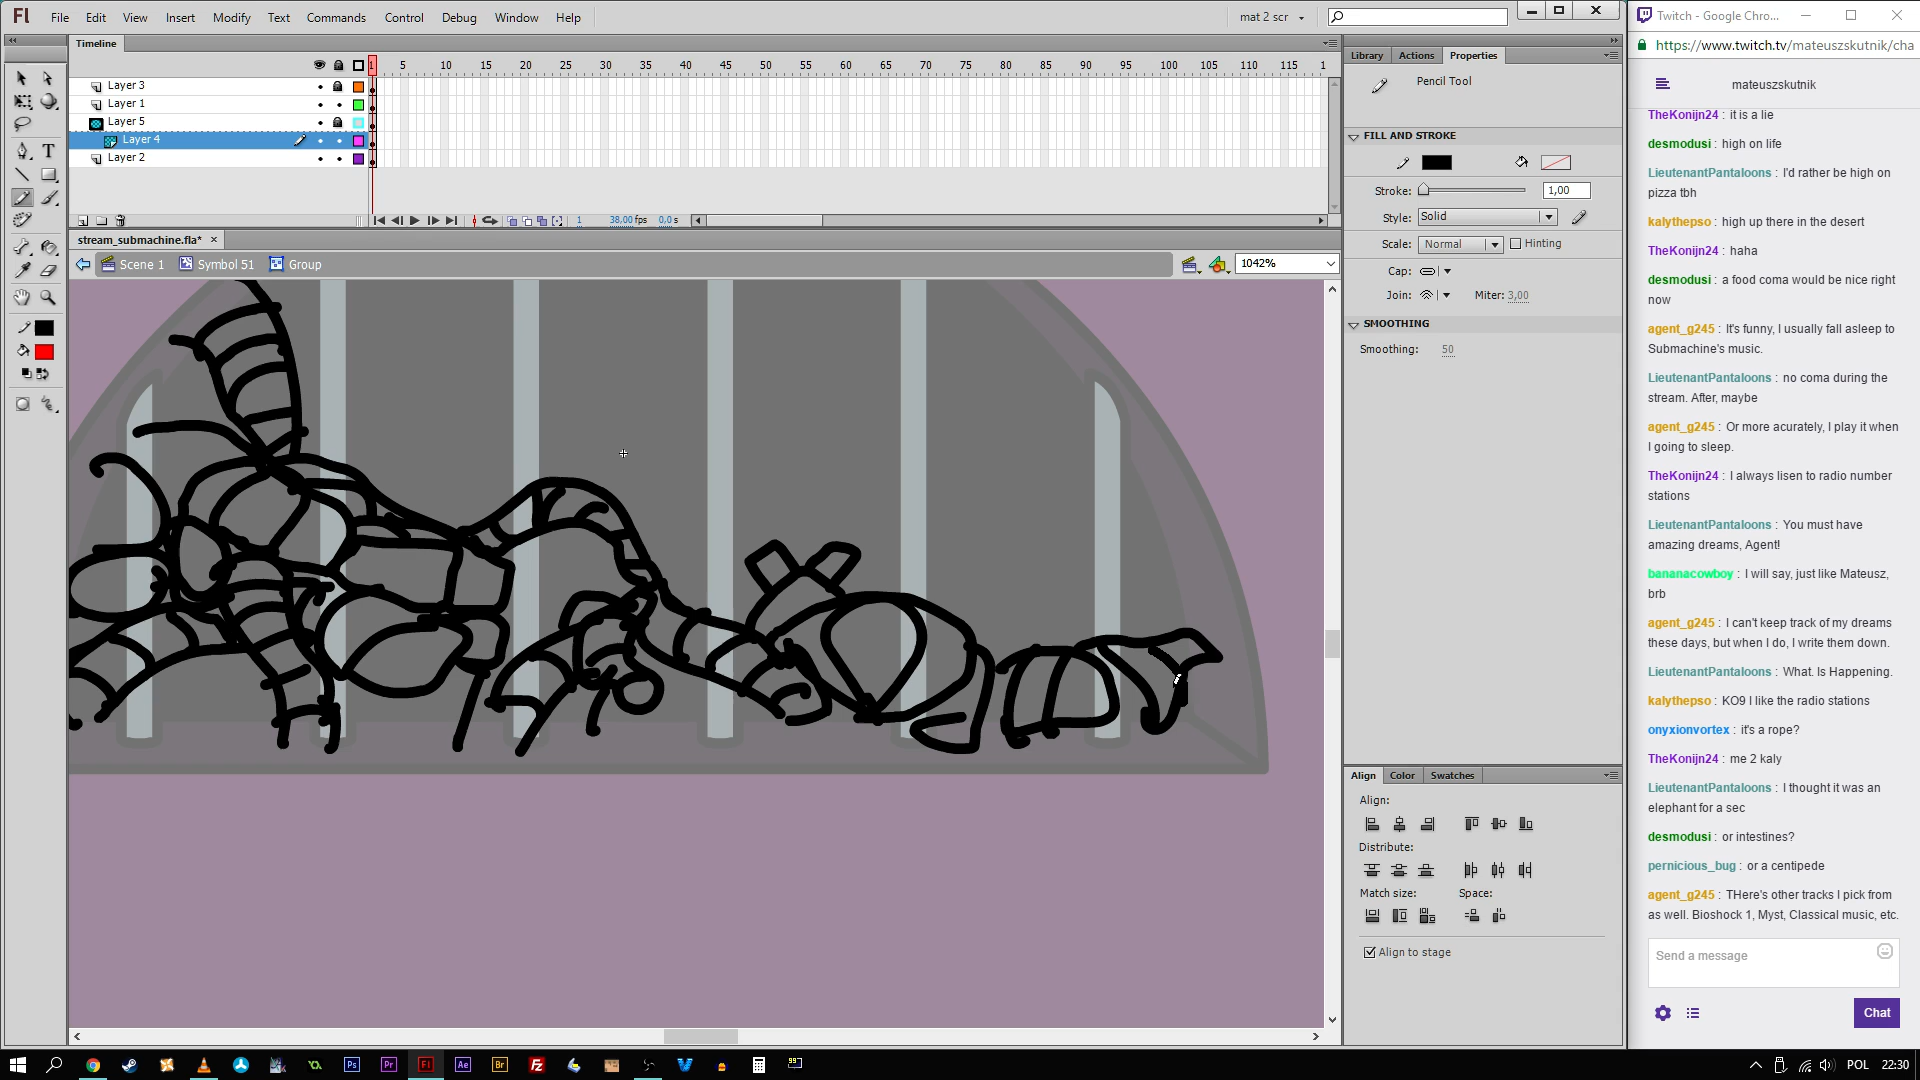 Fl File Edit View Insert Modify Text Commands Control Debug Window Help mat 2 scr
Timeline
1 5 10 15 20 25 30 35 40 45 50 55 60 65 70 75 80 85 90 95 100 105 110 115 1
Layer 3
Layer 1
Layer 5
Layer 4
Layer 2
1 38,00 fps 0,0 s
stream_submachine.fla* ×
Scene 1 Symbol 51 Group 1042%
Library Actions Properties
Pencil Tool
FILL AND STROKE
Stroke: 1,00
Style: Solid
Scale: Normal Hinting
Cap:
Join: Miter: 3,00
SMOOTHING
Smoothing: 50
Align Color Swatches
Align:
Distribute:
Match size: Space:
Align to stage
Twitch - Google Chro...
https://www.twitch.tv/mateuszskutnik/cha
mateuszskutnik
TheKonijn24 : it is a lie
desmodusi : high on life
LieutenantPantaloons : I'd rather be high on
pizza tbh
kalythepso : high up there in the desert
TheKonijn24 : haha
desmodusi : a food coma would be nice right
now
agent_g245 : It's funny, I usually fall asleep to
Submachine's music.
LieutenantPantaloons : no coma during the
stream. After, maybe
agent_g245 : Or more acurately, I play it when
I going to sleep.
TheKonijn24 : I always lisen to radio number
stations
LieutenantPantaloons : You must have
amazing dreams, Agent!
bananacowboy : I will say, just like Mateusz,
brb
agent_g245 : I can't keep track of my dreams
these days, but when I do, I write them down.
LieutenantPantaloons : What. Is Happening.
kalythepso : KO9 I like the radio stations
onyxionvortex : it's a rope?
TheKonijn24 : me 2 kaly
LieutenantPantaloons : I thought it was an
elephant for a sec
desmodusi : or intestines?
pernicious_bug : or a centipede
agent_g245 : THere's other tracks I pick from
as well. Bioshock 1, Myst, Classical music, etc.
Send a message
Chat
Ps Pr Fl Ae Br Fz 99 POL 22:30